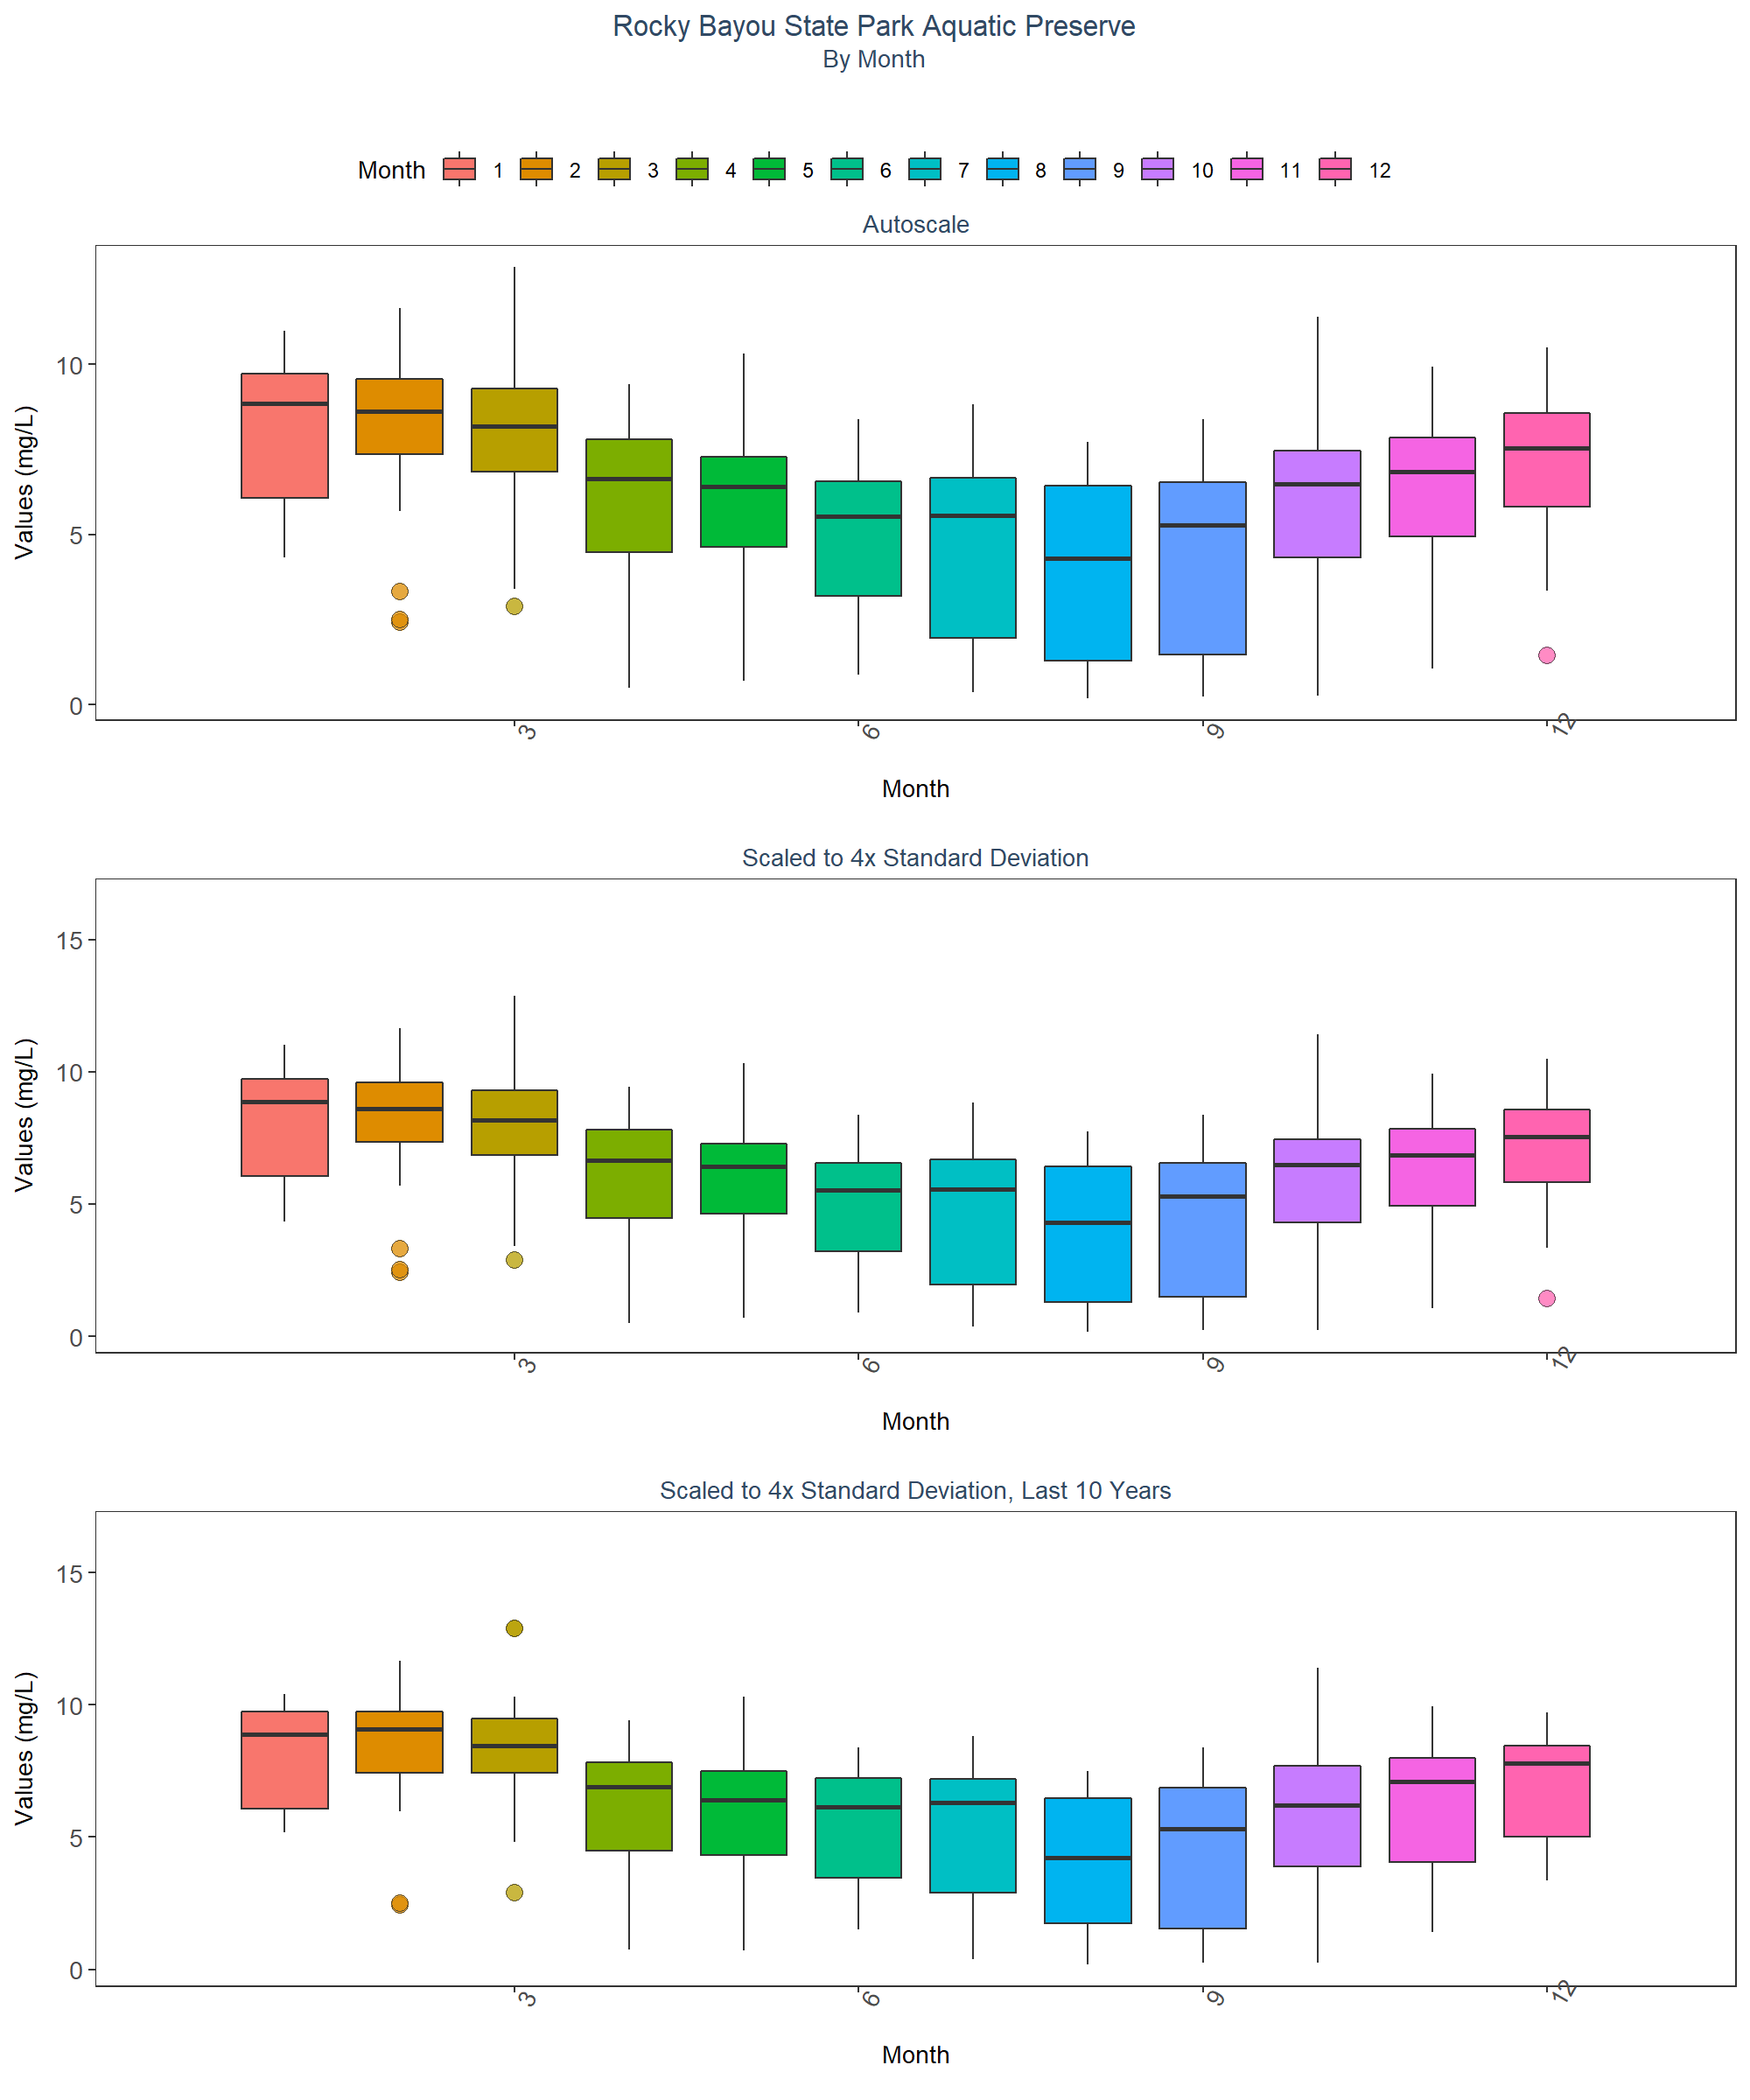 Rocky Bayou State Park Aquatic Preserve
By Month
Month 1 2 3 4 5 6 7 8 9 10 11 12
Autoscale
Values (mg/L)
10
5
0
3 6 9 12
Month
Scaled to 4x Standard Deviation
Values (mg/L)
15
10
5
0
3 6 9 12
Month
Scaled to 4x Standard Deviation, Last 10 Years
Values (mg/L)
15
10
5
0
3 6 9 12
Month